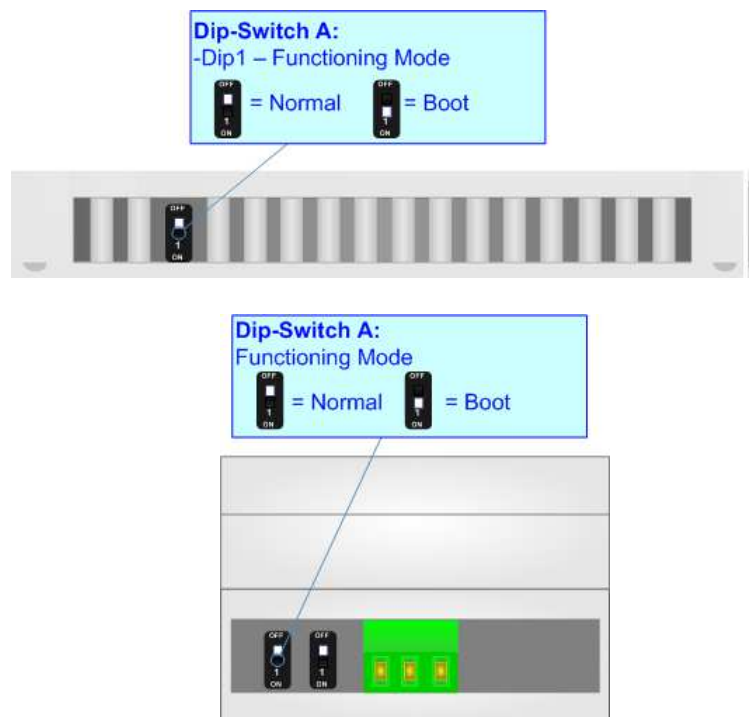 Dip-Switch A:
-Dip1 – Functioning Mode
OFF
1
ON
= Normal
OFF
1
ON
= Boot
OFF
1
ON
Dip-Switch A:
Functioning Mode
OFF
1
ON
= Normal
OFF
1
ON
= Boot
OFF
1
ON
OFF
1
ON